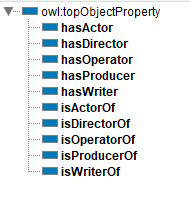 owl:topObjectProperty
hasActor
hasDirector
hasOperator
hasProducer
hasWriter
isActorOf
isDirectorOf
isOperatorOf
isProducerOf
isWriterOf